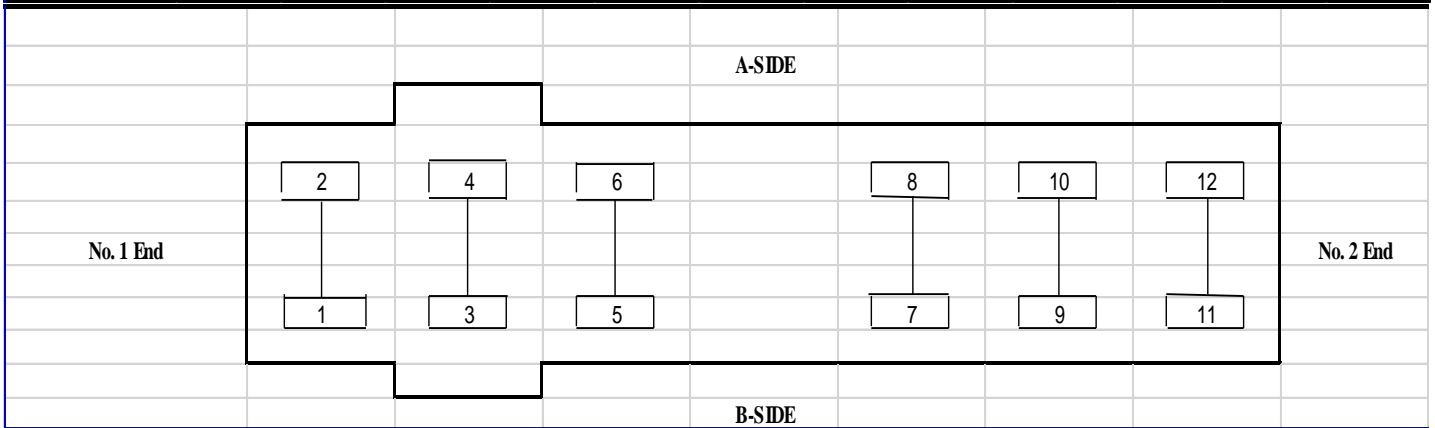 A-SIDE
2 4 6 8 10 12
No. 1 End No. 2 End
1 3 5 7 9 11
B-SIDE